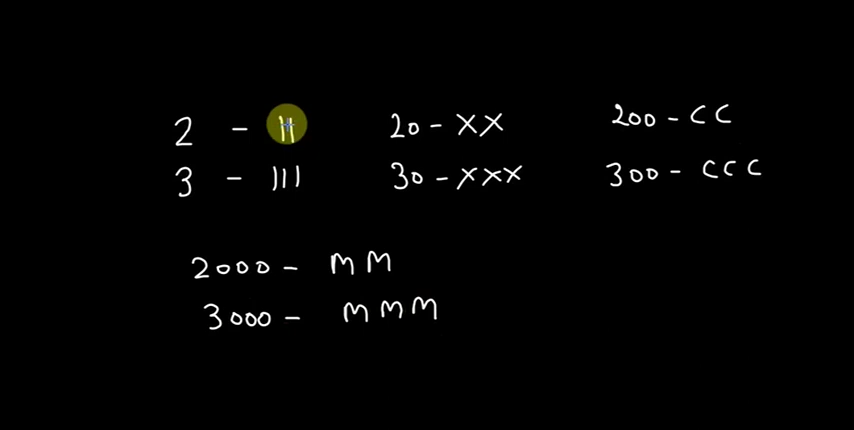 2 - II 20 - XX 200 - CC
3 - III 30 - XXX 300 - CCC
2000 - MM
3000 - MMM